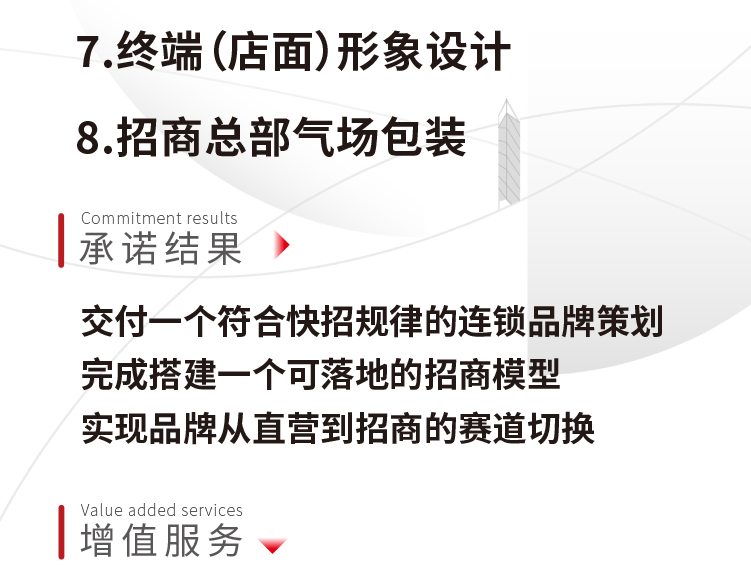 7.终端（店面）形象设计
8.招商总部气场包装
Commitment results
承诺结果
交付一个符合快招规律的连锁品牌策划
完成搭建一个可落地的招商模型
实现品牌从直营到招商的赛道切换
Value added services
增值服务